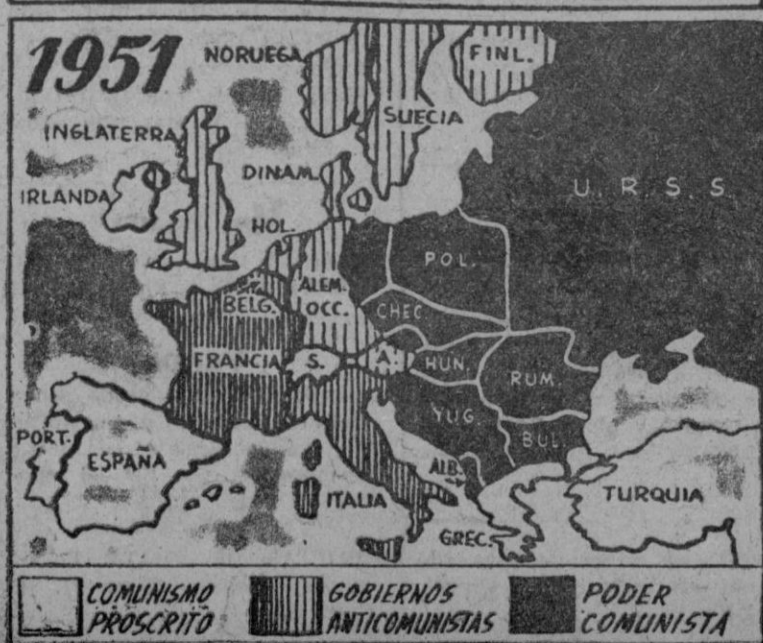 1951
NORUEGA
FINL.
SUECIA
INGLATERRA
DINAM.
IRLANDA
U. R. S. S.
HOL.
POL.
ALEM.
OCC.
BELG.
CHEC
FRANCIA
S.
A.
HUN.
RUM.
YUG.
BUL.
PORT.
ESPAÑA
ALB.
ITALIA
TURQUIA
GREC.
COMUNISMO
PROSCRITO
GOBIERNOS
ANTICOMUNISTAS
PODER
COMUNISTA